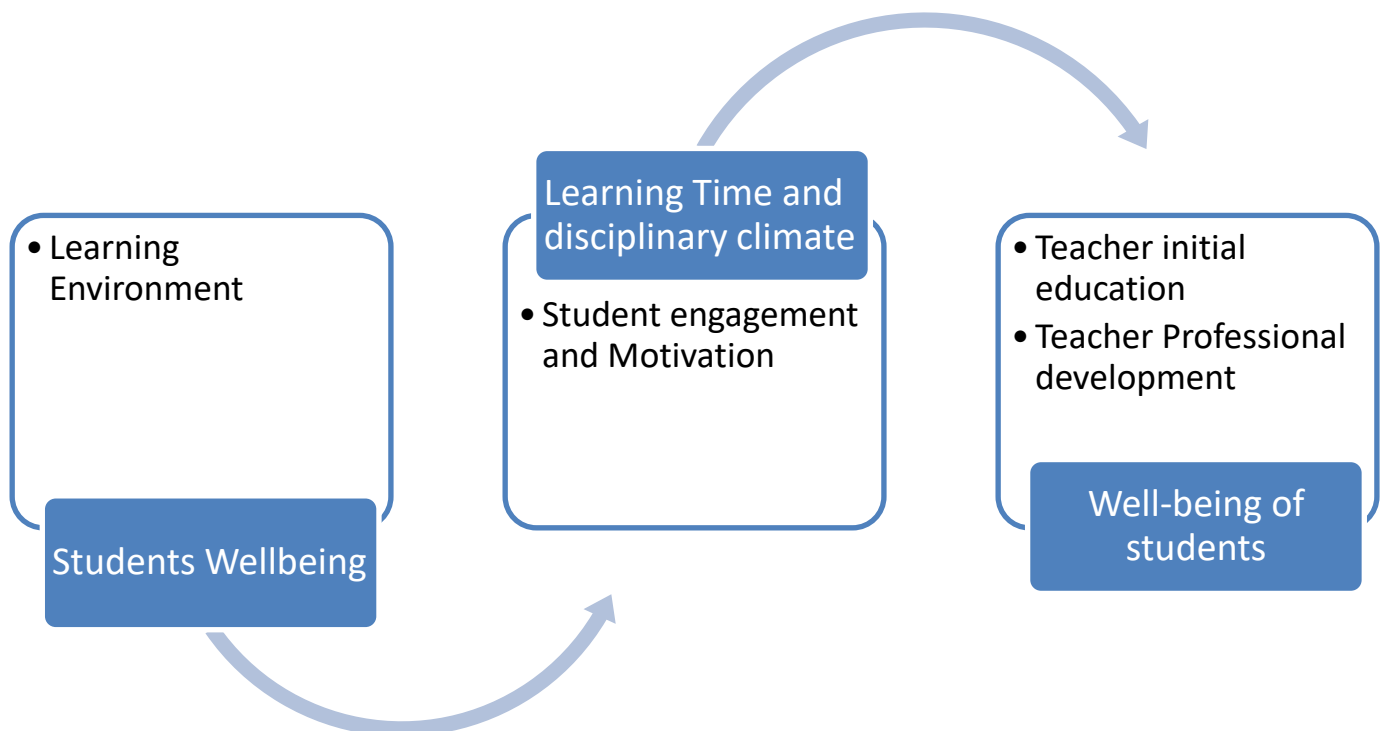 • Learning
Environment
Students Wellbeing
Learning Time and
disciplinary climate
• Student engagement
and Motivation
• Teacher initial
education
• Teacher Professional
development
Well-being of
students